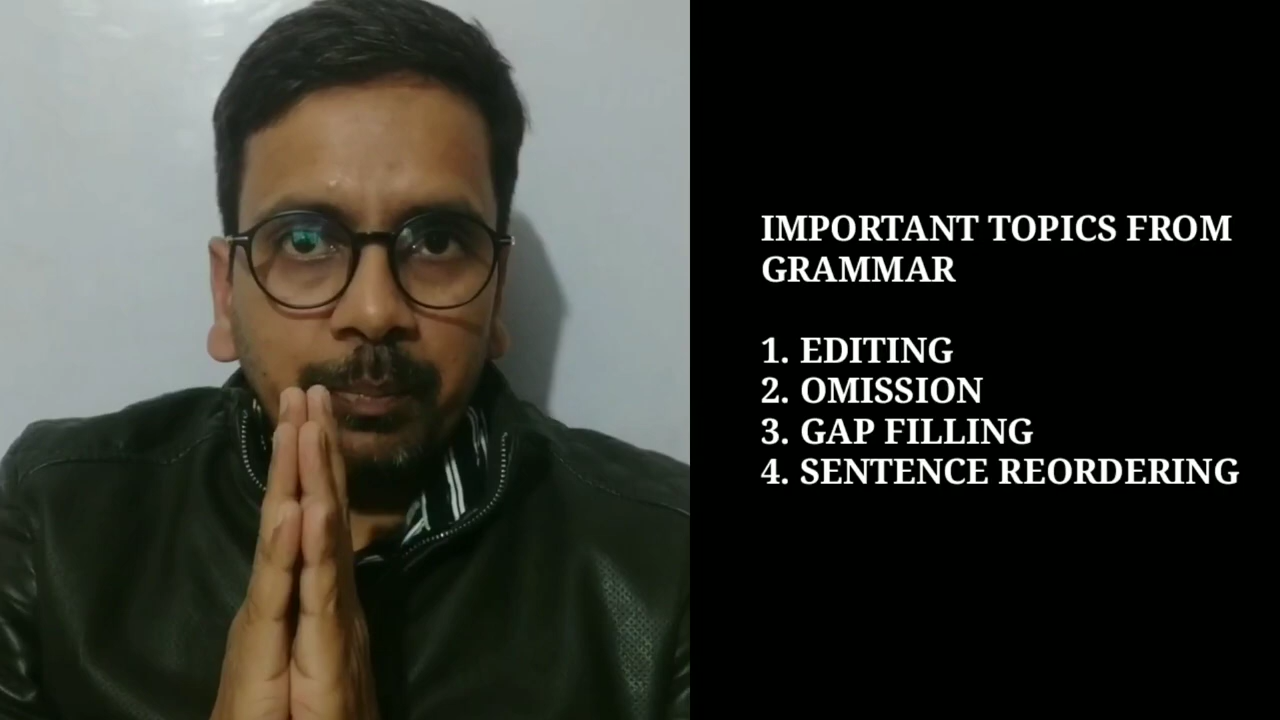 IMPORTANT TOPICS FROM
GRAMMAR
1. EDITING
2. OMISSION
3. GAP FILLING
4. SENTENCE REORDERING